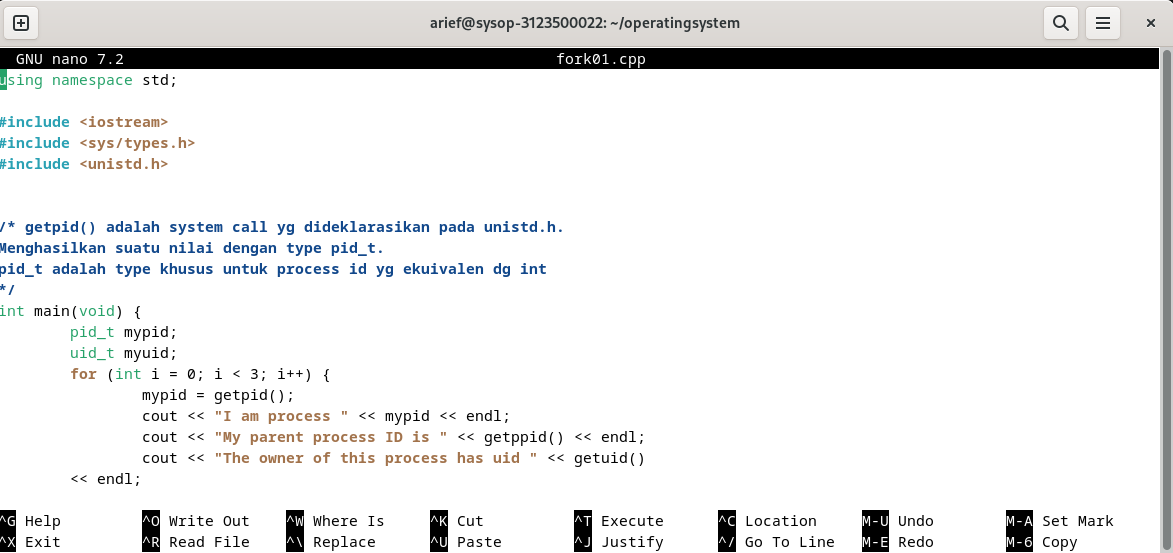 arief@sysop-3123500022: ~/operatingsystem
GNU nano 7.2 fork01.cpp
using namespace std;
#include <iostream>
#include <sys/types.h>
#include <unistd.h>
/* getpid() adalah system call yg dideklarasikan pada unistd.h.
Menghasilkan suatu nilai dengan type pid_t.
pid_t adalah type khusus untuk process id yg ekuivalen dg int
*/
int main(void) {
        pid_t mypid;
        uid_t myuid;
        for (int i = 0; i < 3; i++) {
                mypid = getpid();
                cout << "I am process " << mypid << endl;
                cout << "My parent process ID is " << getppid() << endl;
                cout << "The owner of this process has uid " << getuid()
        << endl;
^G Help ^O Write Out ^W Where Is ^K Cut ^T Execute ^C Location M-U Undo M-A Set Mark
^X Exit ^R Read File ^\ Replace ^U Paste ^J Justify ^/ Go To Line M-E Redo M-6 Copy